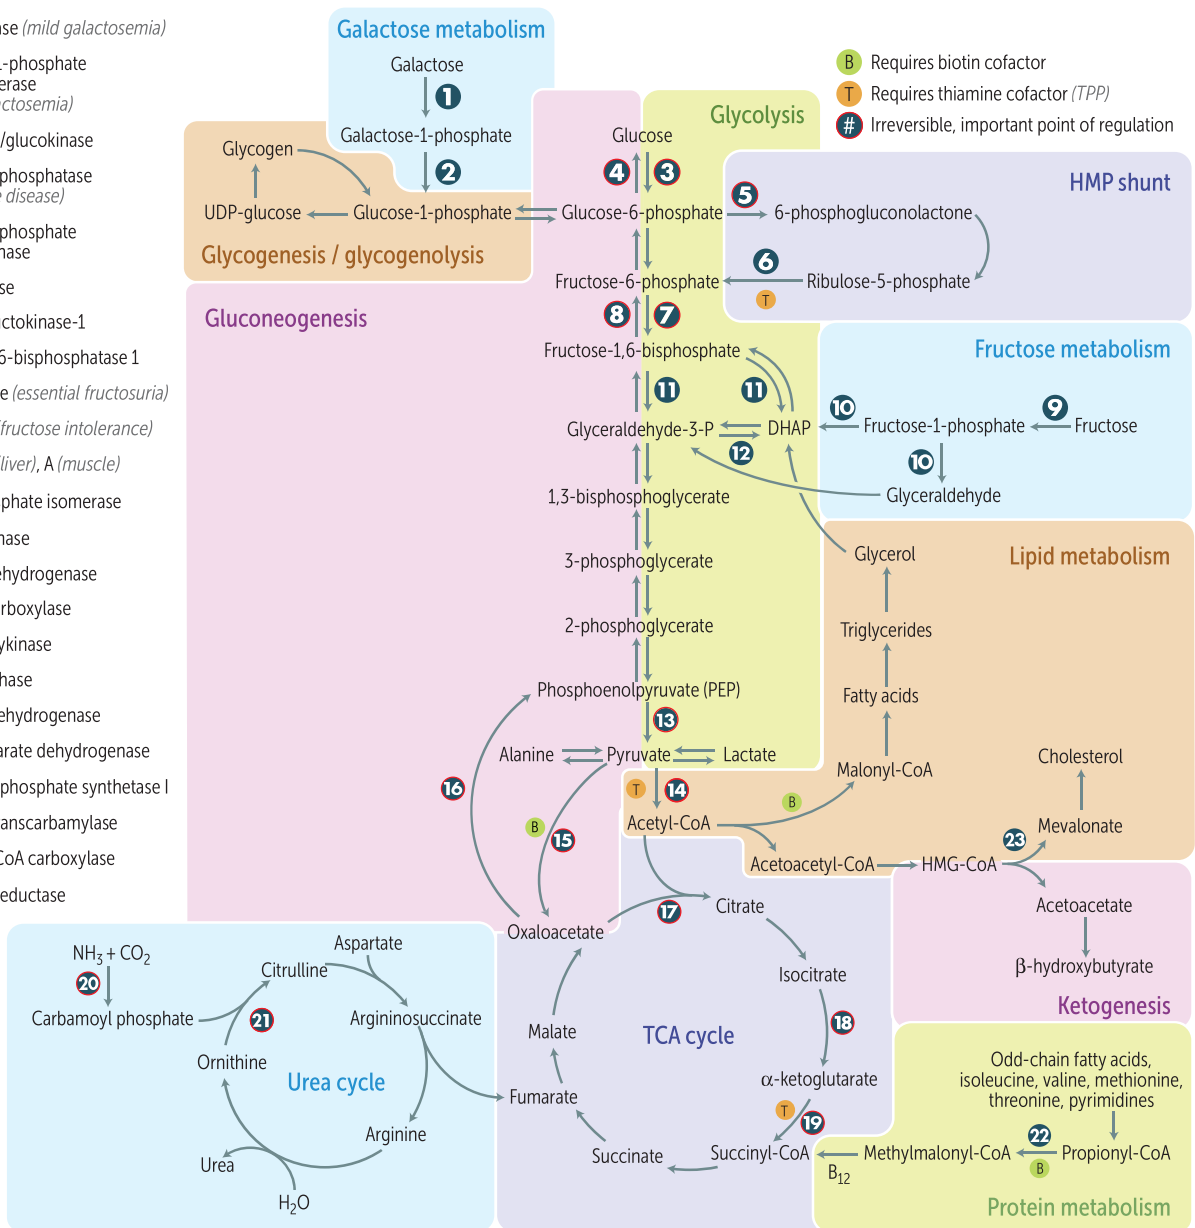 ase (mild galactosemia)
1-phosphate
erase
actosemia)
/glucokinase
phosphatase
e disease)
phosphate
nase
se
uctokinase-1
6-bisphosphatase 1
e (essential fructosuria)
(fructose intolerance)
liver), A (muscle)
sphate isomerase
nase
ehydrogenase
arboxylase
ykinase
thase
dehydrogenase
arate dehydrogenase
phosphate synthetase I
ranscarbamylase
CoA carboxylase
reductase
Galactose metabolism
Galactose
1
Galactose-1-phosphate
2
B Requires biotin cofactor
T Requires thiamine cofactor (TPP)
# Irreversible, important point of regulation
Glycolysis
Glucose
4 3
Glycogen
UDP-glucose
Glucose-1-phosphate
Glucose-6-phosphate
Glycogenesis / glycogenolysis
HMP shunt
5
6-phosphogluconolactone
6
T
Ribulose-5-phosphate
Fructose-6-phosphate
Gluconeogenesis
8 7
Fructose-1,6-bisphosphate
11 11
Fructose metabolism
Glyceraldehyde-3-P
12
DHAP
10
Fructose-1-phosphate
9
Fructose
10
Glyceraldehyde
1,3-bisphosphoglycerate
3-phosphoglycerate
2-phosphoglycerate
Phosphoenolpyruvate (PEP)
13
Alanine
Pyruvate
Lactate
Lipid metabolism
Glycerol
Triglycerides
Fatty acids
Malonyl-CoA
Cholesterol
16
T 14
B
B 15
Acetyl-CoA
Mevalonate
23
Acetoacetyl-CoA
HMG-CoA
Acetoacetate
β-hydroxybutyrate
Ketogenesis
17
Citrate
Oxaloacetate
Isocitrate
18
TCA cycle
Malate
α-ketoglutarate
T 19
Fumarate
Succinate
Succinyl-CoA
NH3 + CO2
20
Carbamoyl phosphate
Citrulline
Aspartate
21
Argininosuccinate
Ornithine
Urea cycle
Arginine
Urea
H2O
Odd-chain fatty acids,
isoleucine, valine, methionine,
threonine, pyrimidines
22
B12
Methylmalonyl-CoA
B
Propionyl-CoA
Protein metabolism